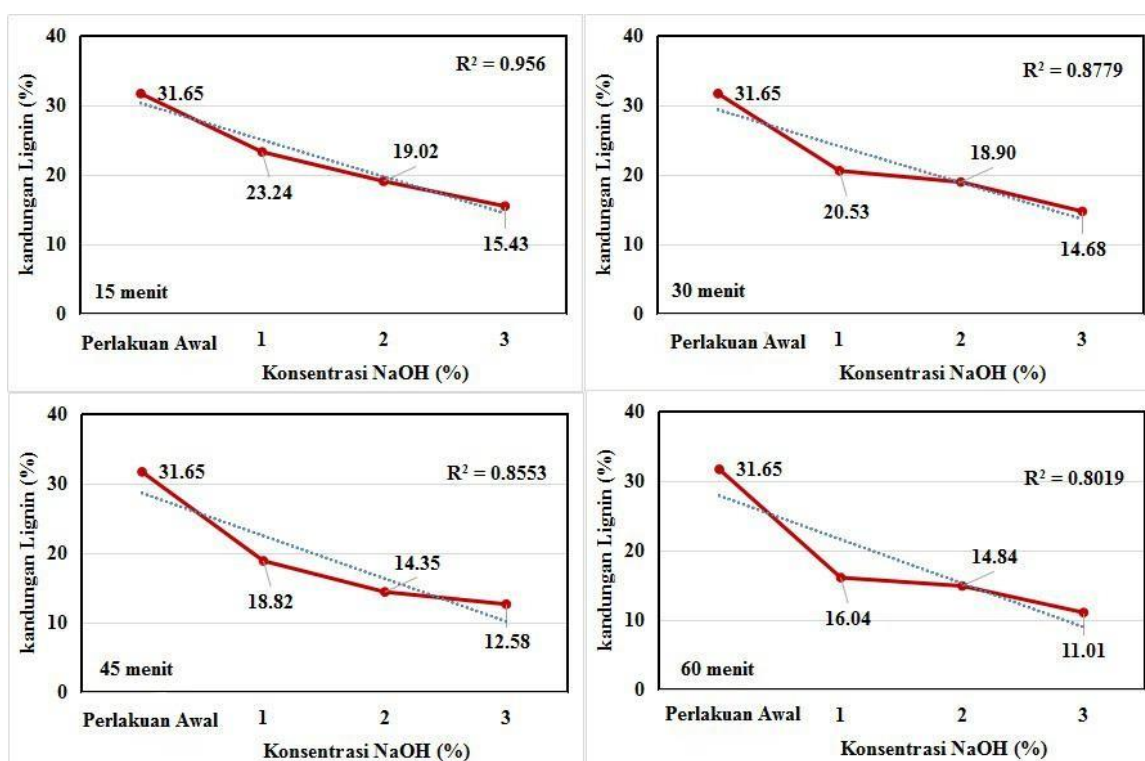 kandungan Lignin (%)
40
30
20
10
0
R² = 0.956
31.65
23.24
19.02
15.43
15 menit
Perlakuan Awal 1 2 3
Konsentrasi NaOH (%)
kandungan Lignin (%)
40
30
20
10
0
R² = 0.8779
31.65
20.53
18.90
14.68
30 menit
Perlakuan Awal 1 2 3
Konsentrasi NaOH (%)
kandungan Lignin (%)
40
30
20
10
0
R² = 0.8553
31.65
18.82
14.35
12.58
45 menit
Perlakuan Awal 1 2 3
Konsentrasi NaOH (%)
kandungan Lignin (%)
40
30
20
10
0
R² = 0.8019
31.65
16.04
14.84
11.01
60 menit
Perlakuan Awal 1 2 3
Konsentrasi NaOH (%)